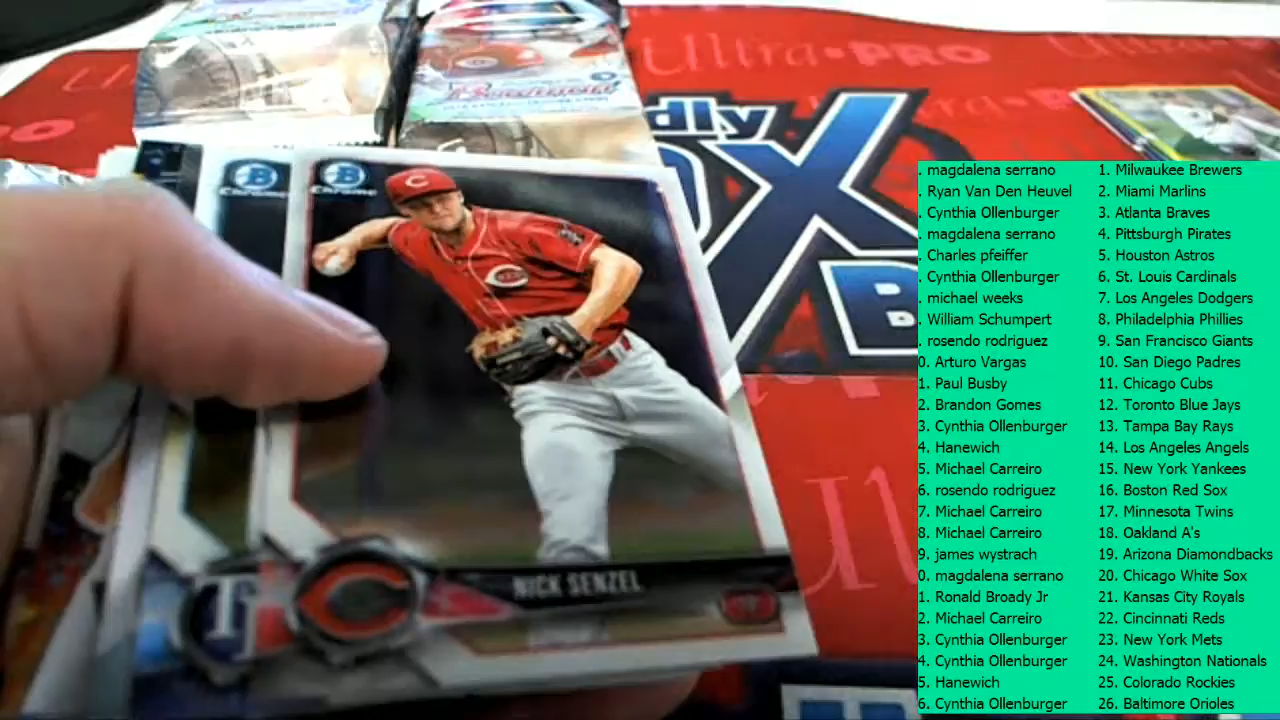 Ultra PRO
Bowman
dly
OX
B
PRO
B
CHROME
B
CHROME
C
C
T
C
NICK SENZEL
. magdalena serrano 1. Milwaukee Brewers
. Ryan Van Den Heuvel 2. Miami Marlins
. Cynthia Ollenburger 3. Atlanta Braves
. magdalena serrano 4. Pittsburgh Pirates
. Charles pfeiffer 5. Houston Astros
. Cynthia Ollenburger 6. St. Louis Cardinals
. michael weeks 7. Los Angeles Dodgers
. William Schumpert 8. Philadelphia Phillies
. rosendo rodriguez 9. San Francisco Giants
0. Arturo Vargas 10. San Diego Padres
1. Paul Busby 11. Chicago Cubs
2. Brandon Gomes 12. Toronto Blue Jays
3. Cynthia Ollenburger 13. Tampa Bay Rays
4. Hanewich 14. Los Angeles Angels
5. Michael Carreiro 15. New York Yankees
6. rosendo rodriguez 16. Boston Red Sox
7. Michael Carreiro 17. Minnesota Twins
8. Michael Carreiro 18. Oakland A's
9. james wystrach 19. Arizona Diamondbacks
0. magdalena serrano 20. Chicago White Sox
1. Ronald Broady Jr 21. Kansas City Royals
2. Michael Carreiro 22. Cincinnati Reds
3. Cynthia Ollenburger 23. New York Mets
4. Cynthia Ollenburger 24. Washington Nationals
5. Hanewich 25. Colorado Rockies
6. Cynthia Ollenburger 26. Baltimore Orioles